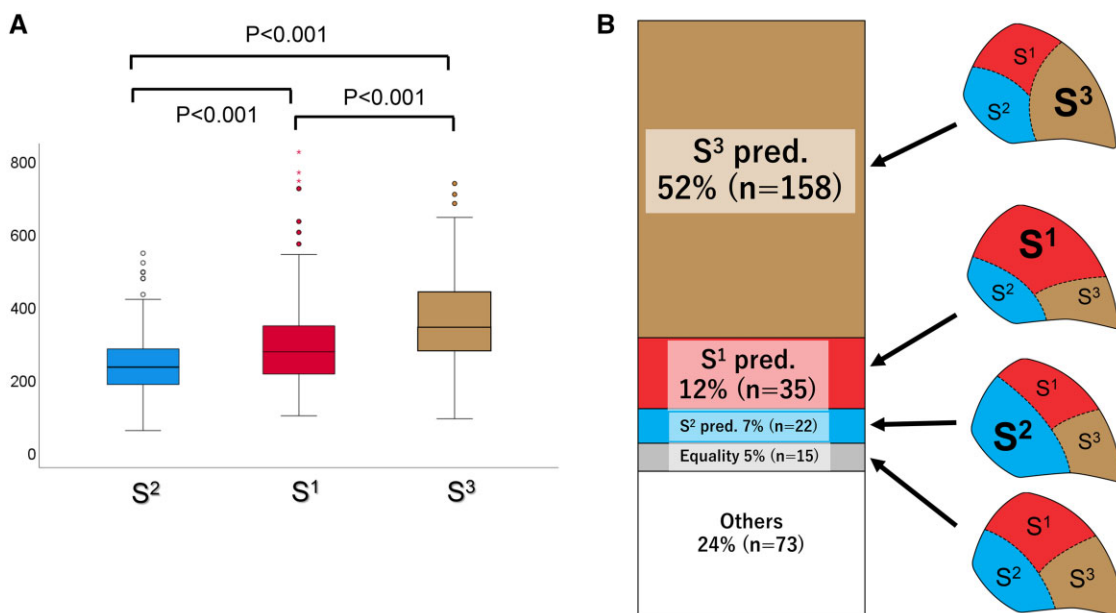 A
P<0.001
P<0.001
P<0.001
800
600
400
200
0
S²
S¹
S³
B
S³ pred.
52% (n=158)
S¹ pred.
12% (n=35)
S² pred. 7% (n=22)
Equality 5% (n=15)
Others
24% (n=73)
S¹
S²
S³
S¹
S²
S³
S¹
S²
S³
S¹
S²
S³